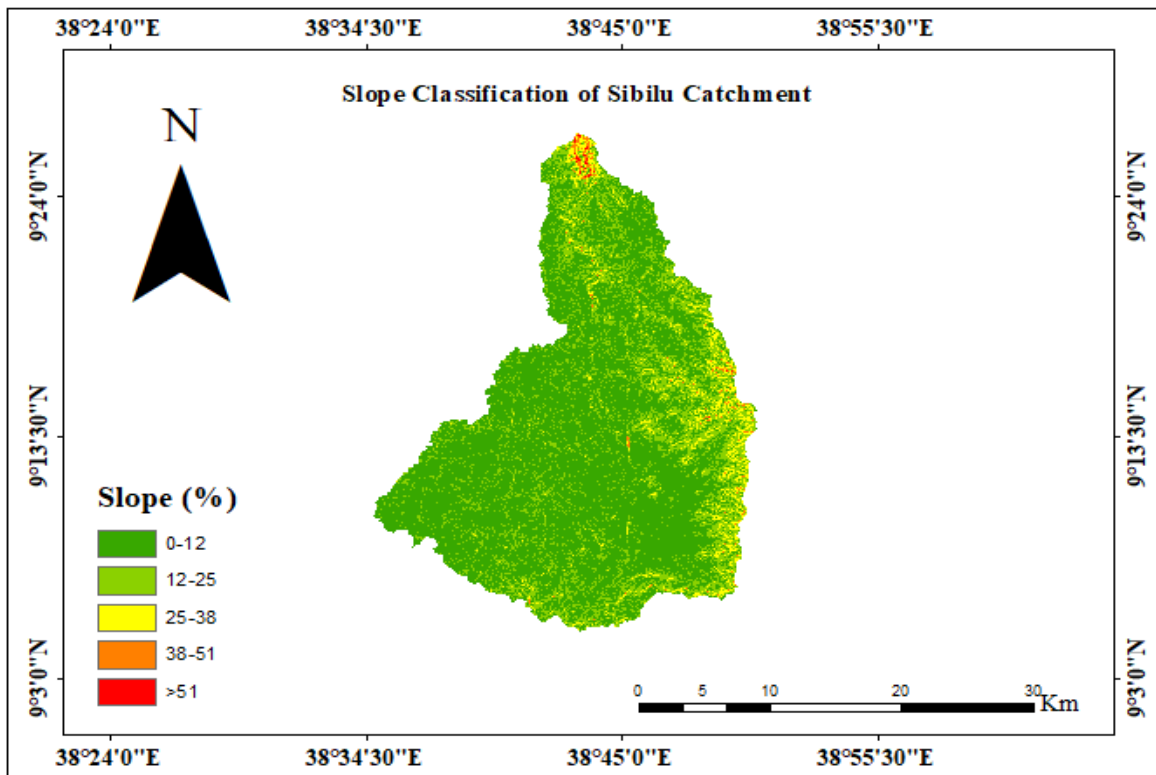 38°24'0"E 38°34'30"E 38°45'0"E 38°55'30"E
Slope Classification of Sibilu Catchment
N
9°24'0"N 9°24'0"N
9°13'30"N 9°13'30"N
Slope (%)
0-12
12-25
25-38
38-51
>51
9°3'0"N 9°3'0"N
0 5 10 20 30
Km
38°24'0"E 38°34'30"E 38°45'0"E 38°55'30"E